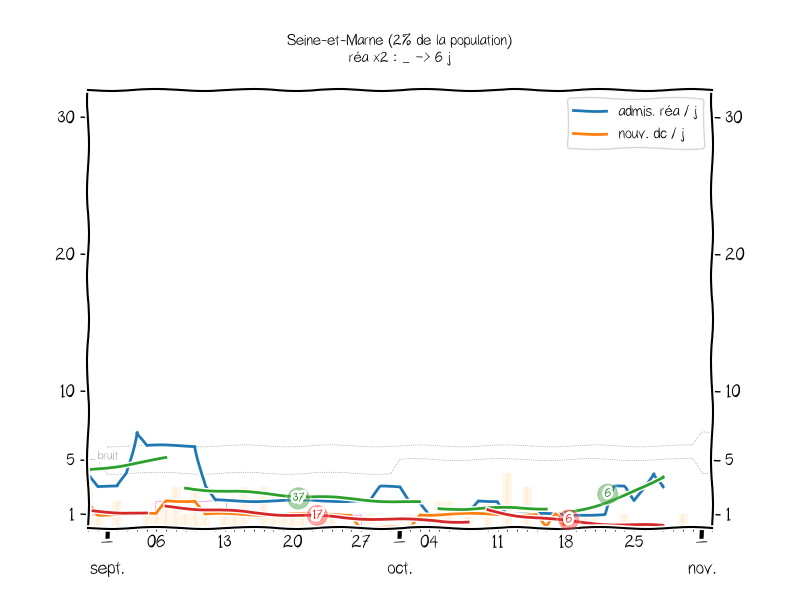 Seine-et-Marne (2% de la population)
réa x2 : _ -> 6 j
admis. réa / j
nouv. dc / j
30
30
20
20
10
10
bruit
5
5
37
6
17
6
1
1
06
13
20
27
04
11
18
25
sept.
oct.
nov.